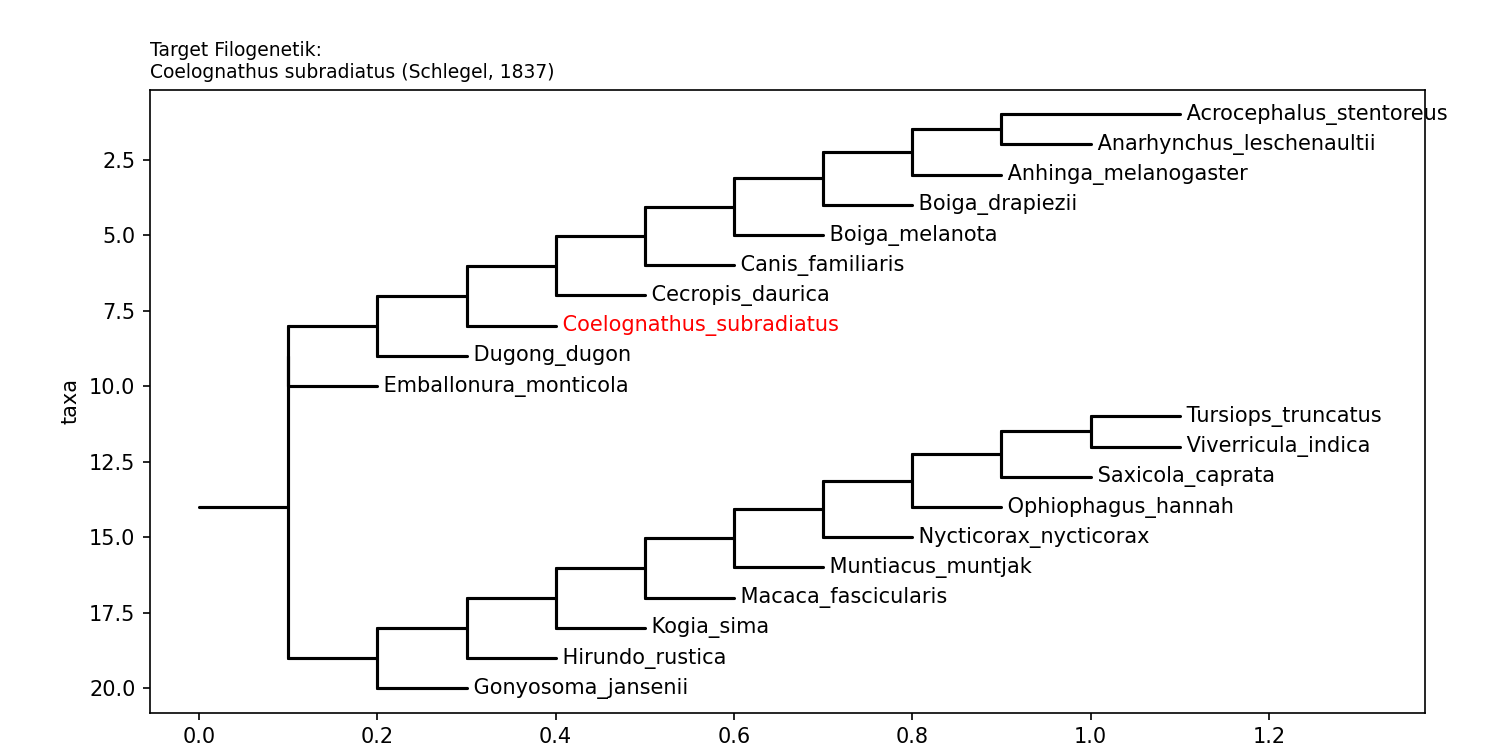 Target Filogenetik:
Coelognathus subradiatus (Schlegel, 1837)
Acrocephalus_stentoreus
Anarhynchus_leschenaultii
2.5
Anhinga_melanogaster
Boiga_drapiezii
5.0
Boiga_melanota
Canis_familiaris
Cecropis_daurica
7.5
Coelognathus_subradiatus
Dugong_dugon
10.0
Emballonura_monticola
taxa
Tursiops_truncatus
Viverricula_indica
12.5
Saxicola_caprata
Ophiophagus_hannah
15.0
Nycticorax_nycticorax
Muntiacus_muntjak
Macaca_fascicularis
17.5
Kogia_sima
Hirundo_rustica
20.0
Gonyosoma_jansenii
0.0 0.2 0.4 0.6 0.8 1.0 1.2